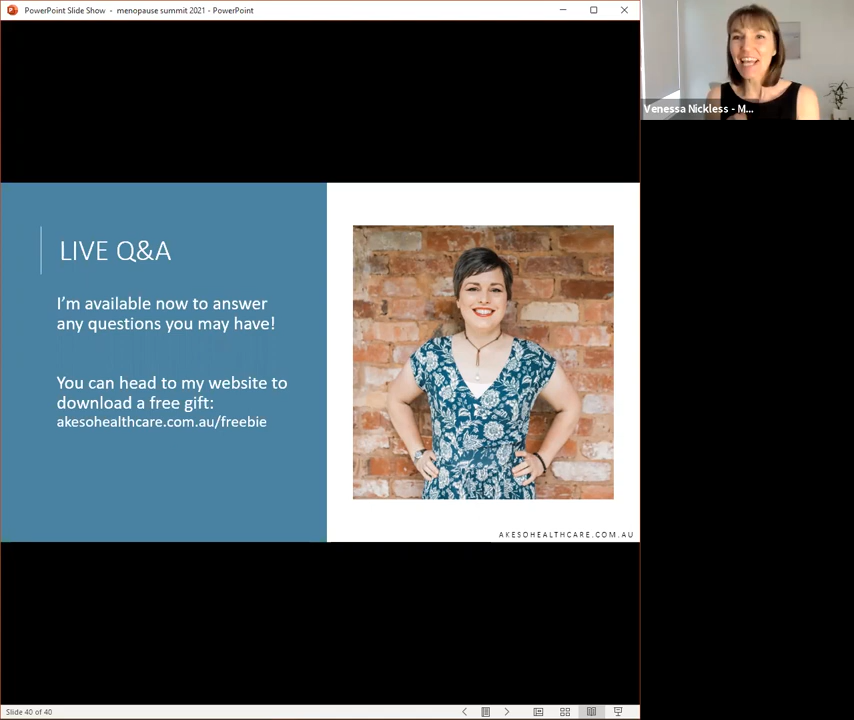 PowerPoint Slide Show - menopause summit 2021 - PowerPoint
Venessa Nickless - M...
LIVE Q&A
I'm available now to answer
any questions you may have!
You can head to my website to
download a free gift:
akesohealthcare.com.au/freebie
AKESOHEALTHCARE.COM.AU
Slide 40 of 40